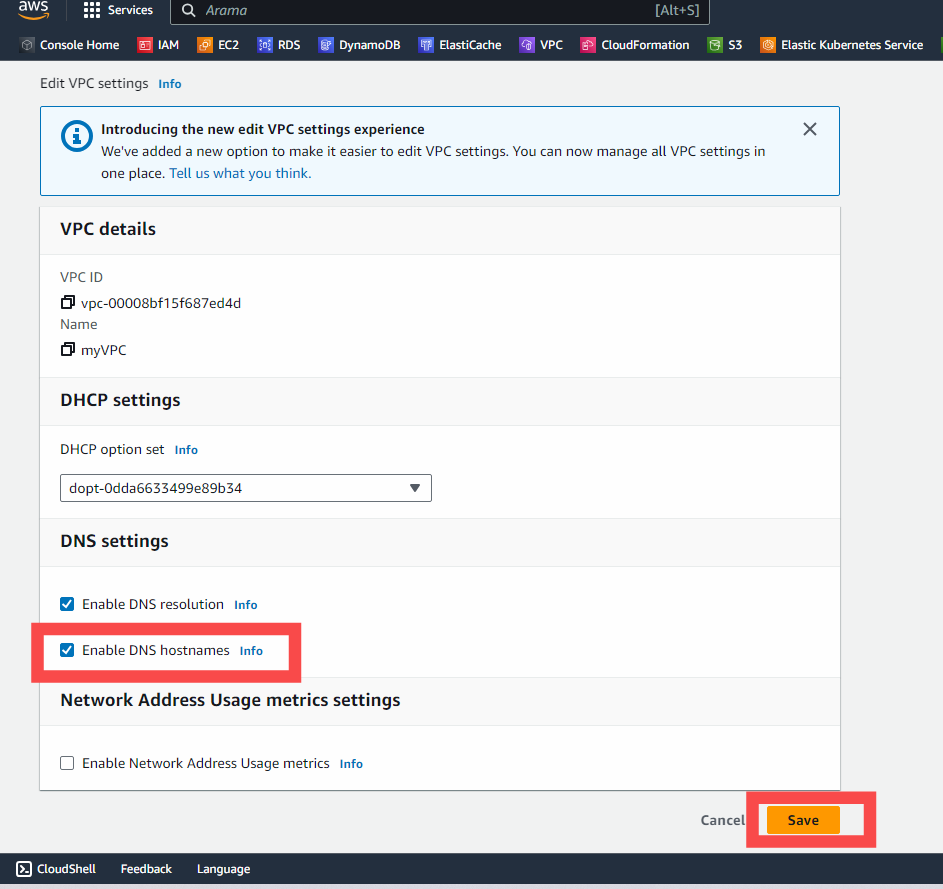 aws
Services
Arama
[Alt+S]
Console Home IAM EC2 RDS DynamoDB ElastiCache VPC CloudFormation S3 Elastic Kubernetes Service
Edit VPC settings Info
Introducing the new edit VPC settings experience
We've added a new option to make it easier to edit VPC settings. You can now manage all VPC settings in
one place. Tell us what you think.
VPC details
VPC ID
vpc-00008bf15f687ed4d
Name
myVPC
DHCP settings
DHCP option set Info
dopt-0dda6633499e89b34
DNS settings
Enable DNS resolution Info
Enable DNS hostnames Info
Network Address Usage metrics settings
Enable Network Address Usage metrics Info
Cancel Save
CloudShell Feedback Language